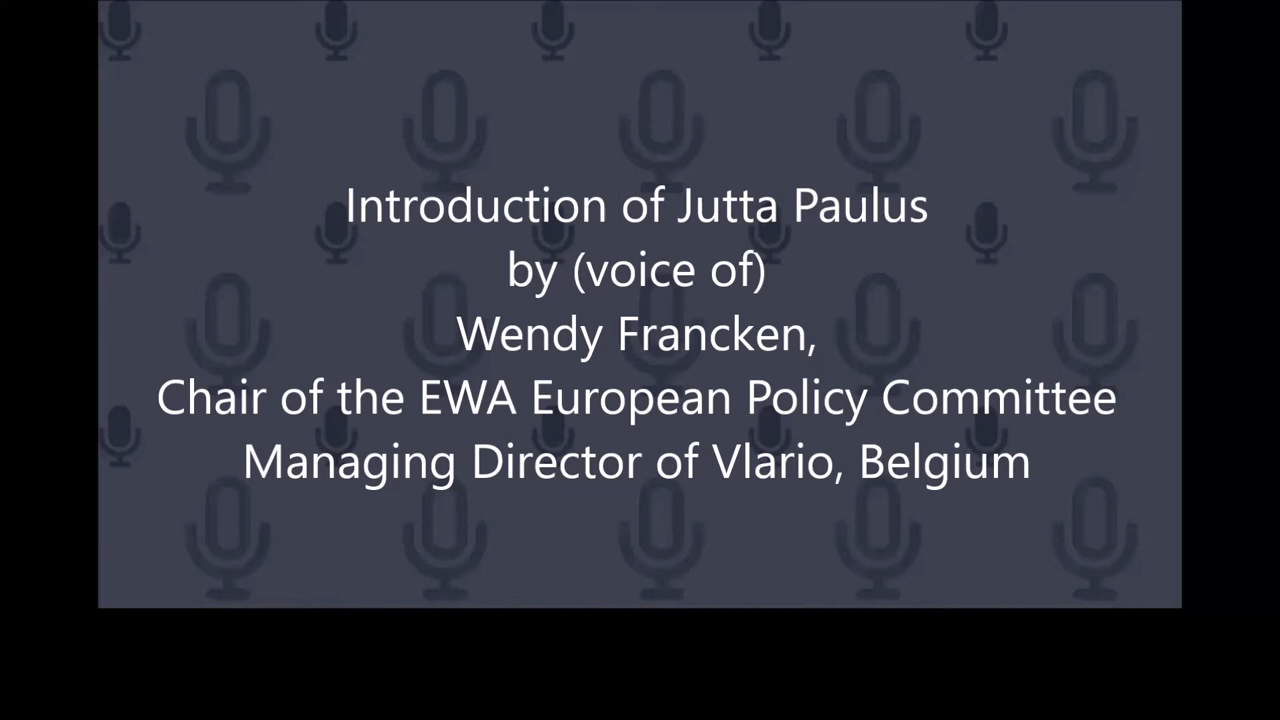 Introduction of Jutta Paulus
by (voice of)
Wendy Francken,
Chair of the EWA European Policy Committee
Managing Director of Vlario, Belgium